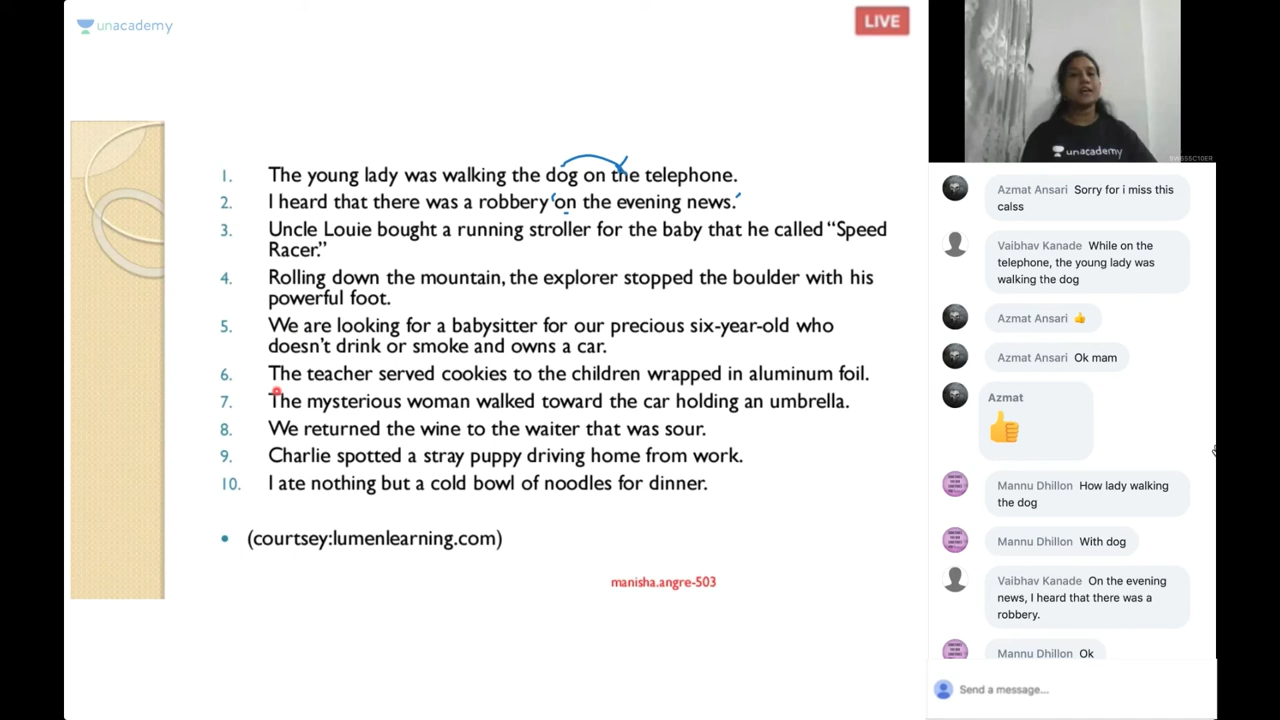 unacademy
LIVE
1. The young lady was walking the dog on the telephone.
2. I heard that there was a robbery on the evening news.
3. Uncle Louie bought a running stroller for the baby that he called “Speed
Racer.”
4. Rolling down the mountain, the explorer stopped the boulder with his
powerful foot.
5. We are looking for a babysitter for our precious six-year-old who
doesn’t drink or smoke and owns a car.
6. The teacher served cookies to the children wrapped in aluminum foil.
7. The mysterious woman walked toward the car holding an umbrella.
8. We returned the wine to the waiter that was sour.
9. Charlie spotted a stray puppy driving home from work.
10. I ate nothing but a cold bowl of noodles for dinner.
• (courtsey:lumenlearning.com)
manisha.angre-503
unacademy
Azmat Ansari Sorry for i miss this
calss
Vaibhav Kanade While on the
telephone, the young lady was
walking the dog
Azmat Ansari 👍
Azmat Ansari Ok mam
Azmat
👍
Mannu Dhillon How lady walking
the dog
Mannu Dhillon With dog
Vaibhav Kanade On the evening
news, I heard that there was a
robbery.
Mannu Dhillon Ok
Send a message...